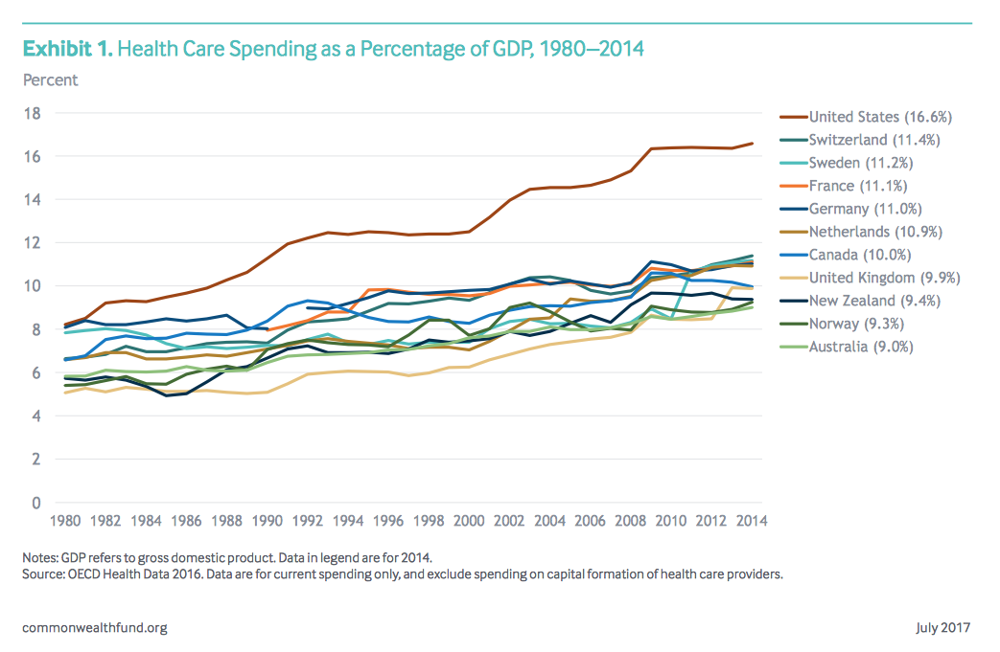 Exhibit 1. Health Care Spending as a Percentage of GDP, 1980–2014
Percent
18
16
14
12
10
8
6
4
2
0
1980 1982 1984 1986 1988 1990 1992 1994 1996 1998 2000 2002 2004 2006 2008 2010 2012 2014
United States (16.6%)
Switzerland (11.4%)
Sweden (11.2%)
France (11.1%)
Germany (11.0%)
Netherlands (10.9%)
Canada (10.0%)
United Kingdom (9.9%)
New Zealand (9.4%)
Norway (9.3%)
Australia (9.0%)
Notes: GDP refers to gross domestic product. Data in legend are for 2014.
Source: OECD Health Data 2016. Data are for current spending only, and exclude spending on capital formation of health care providers.
commonwealthfund.org
July 2017